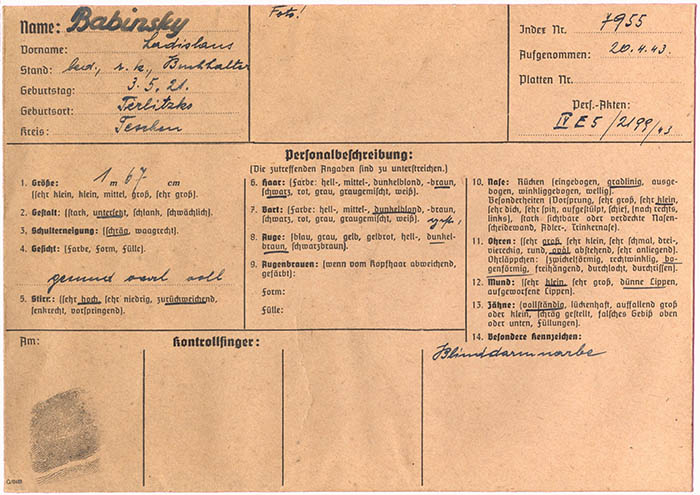 Name: Babinsky
Vorname: Ladislaus
Stand: led., r. k., Buchhalter
Geburtstag: 3. 5. 21.
Geburtsort: Terlitzko
Kreis: Teschen
Foto!
Index Nr. 7955
Aufgenommen: 20.4.43.
Platten Nr.
Pers.-Akten:
IV E 5 / 2199/43
Personalbeschreibung:
(Die zutreffenden Angaben sind zu unterstreichen.)
1. Größe: 1 m 67 cm
(sehr klein, klein, mittel, groß, sehr groß).
2. Gestalt: (stark, untersetzt, schlank, schwächlich).
3. Schulterneigung: (schräg, waagrecht).
4. Gesicht: (Farbe, Form, Fülle).
gesund oval voll
5. Stirn: (sehr hoch, sehr niedrig, zurückweichend,
senkrecht, vorspringend).
6. Haar: (Farbe: hell-, mittel-, dunkelblond, -braun,
schwarz, rot, grau, graugemischt, weiß).
7. Bart: (Farbe: hell-, mittel-, dunkelblond, -braun,
schwarz, rot, grau, graugemischt, weiß).
8. Auge: (blau, grau, gelb, gelbrot, hell-, dunkel-
braun, schwarzbraun).
9. Augenbrauen: (wenn vom Kopfhaar abweichend,
gefärbt):
Form:
Fülle:
10. Nase: Rücken (eingebogen, gradlinig, ausge-
bogen, winkliggebogen, wellig).
Besonderheiten (Vorsprung, sehr groß, sehr klein,
sehr dick, sehr spitz, aufgestülpt, schief, [nach rechts,
links], stark sichtbare oder verdeckte Nasen-
scheidewand, Adler-, Trinkernase).
11. Ohren: (sehr groß, sehr klein, sehr schmal, drei-,
viereckig, rund, oval, abstehend, sehr anliegend).
Ohrläppchen: (zwickelförmig, rechtwinklig, bo-
genförmig, freihängend, durchlocht, durchrissen).
12. Mund: (sehr klein, sehr groß, dünne Lippen,
aufgeworfene Lippen).
13. Zähne: (vollständig, lückenhaft, auffallend groß
oder klein, schräg gestellt, falsches Gebiß oben
oder unten, Füllungen).
14. Besondere Kennzeichen:
Blinddarmnarbe
Am:
Kontrollfinger: